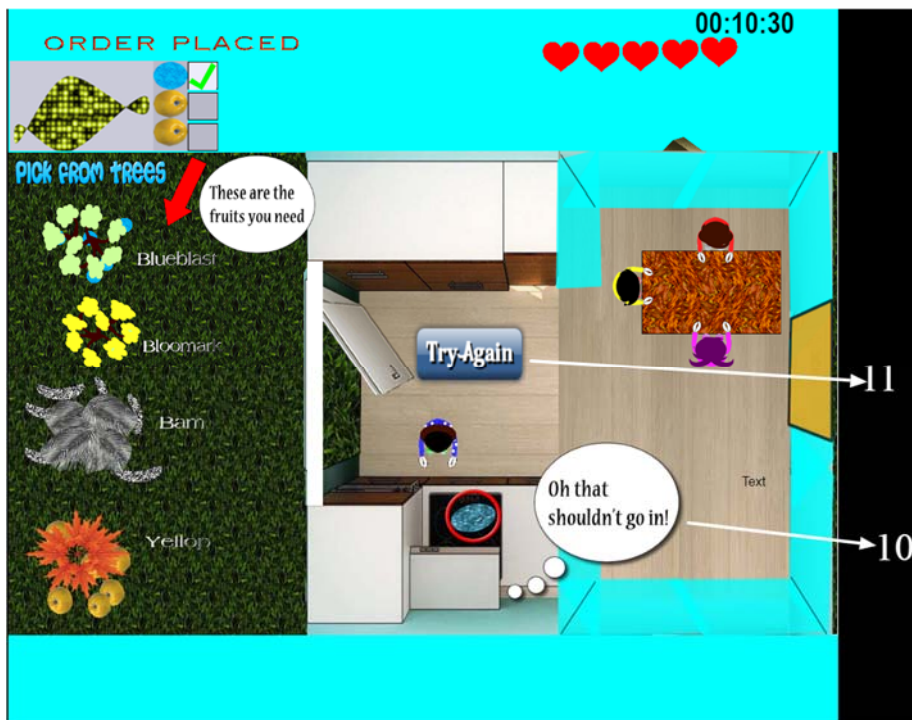 00:10:30
ORDER PLACED
PICK FROM TREES
These are the
fruits you need
Blueblast
Bloomark
Try Again
11
Barn
Oh that
shouldn't go in!
Text
Yellop
10